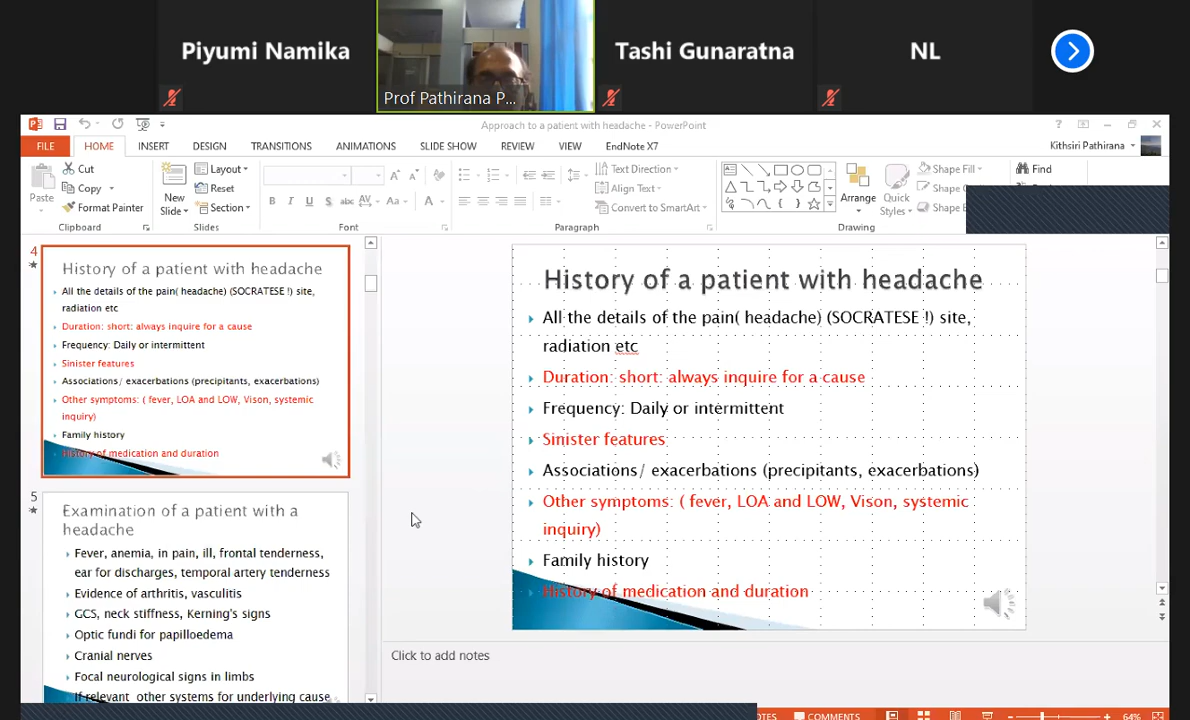 Piyumi Namika
Prof Pathirana P...
Tashi Gunaratna
NL
Approach to a patient with headache - PowerPoint
?
FILE HOME INSERT DESIGN TRANSITIONS ANIMATIONS SLIDE SHOW REVIEW VIEW EndNote X7
Kithsiri Pathirana
Paste
Cut
Copy
Format Painter
Clipboard
New
Slide
Layout
Reset
Section
Slides
B I U S abc AV Aa A
Font
Text Direction
Align Text
Convert to SmartArt
Paragraph
Arrange
Quick
Styles
Shape Fill
Shape
Shape
Drawing
Find
4
History of a patient with headache
All the details of the pain( headache) (SOCRATESE !) site,
radiation etc
Duration: short: always inquire for a cause
Frequency: Daily or intermittent
Sinister features
Associations/ exacerbations (precipitants, exacerbations)
Other symptoms: ( fever, LOA and LOW, Vison, systemic
inquiry)
Family history
History of medication and duration
5
Examination of a patient with a
headache
Fever, anemia, in pain, ill, frontal tenderness,
ear for discharges, temporal artery tenderness
Evidence of arthritis, vasculitis
GCS, neck stiffness, Kerning's signs
Optic fundi for papilloedema
Cranial nerves
Focal neurological signs in limbs
If relevant other systems for underlying cause
History of a patient with headache
All the details of the pain( headache) (SOCRATESE !) site,
radiation etc
Duration: short: always inquire for a cause
Frequency: Daily or intermittent
Sinister features
Associations/ exacerbations (precipitants, exacerbations)
Other symptoms: ( fever, LOA and LOW, Vison, systemic
inquiry)
Family history
History of medication and duration
Click to add notes
COMMENTS
64%